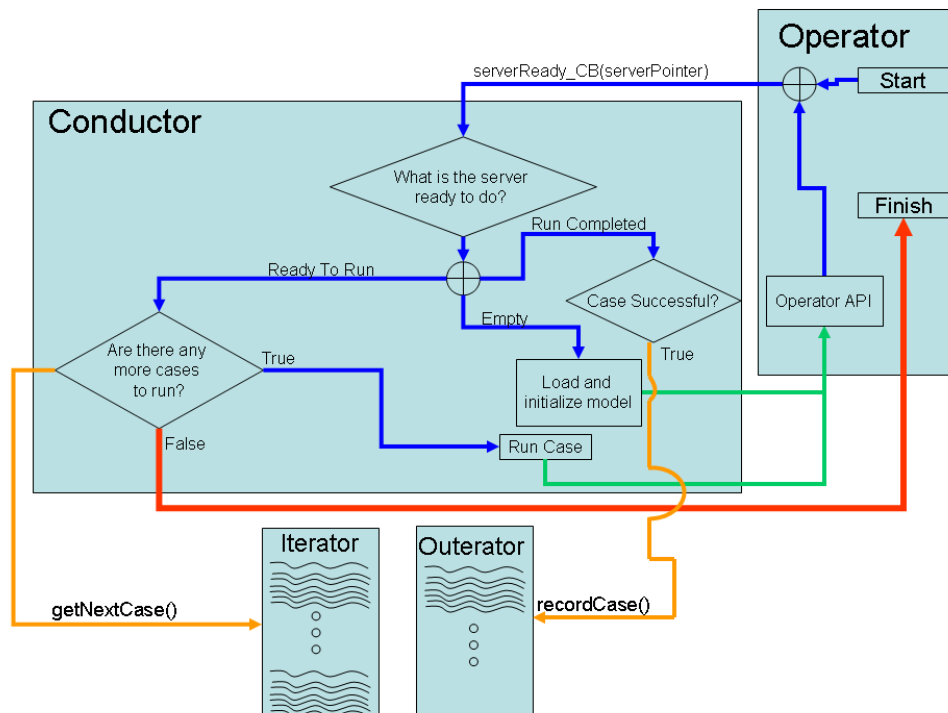 Operator
serverReady_CB(serverPointer)
Start
Conductor
What is the server
ready to do?
Finish
Run Completed
Ready To Run
Case Successful?
Operator API
Empty
Are there any
more cases
to run?
True
True
Load and
initialize model
False
Run Case
Iterator
Outerator
getNextCase()
recordCase()